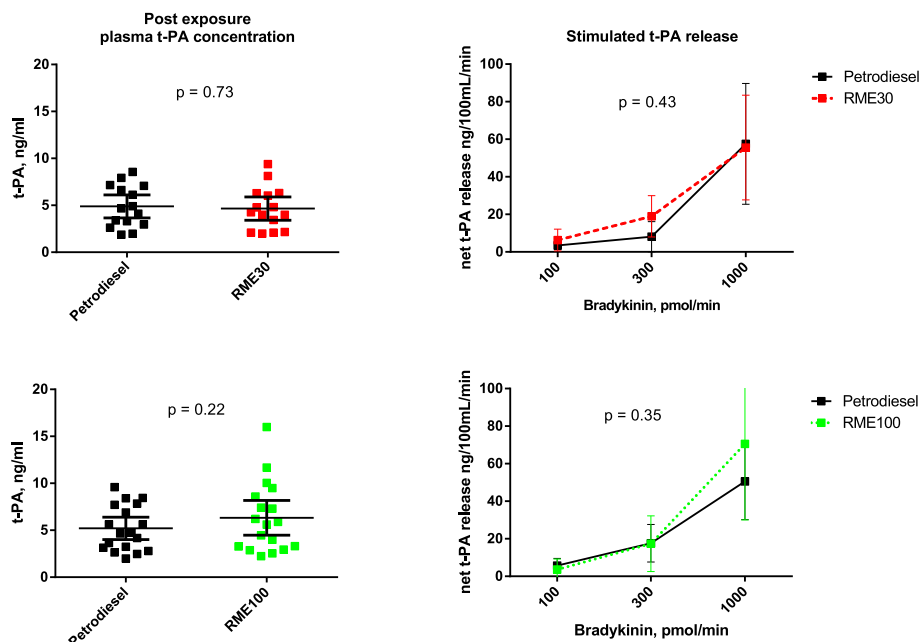 Post exposure
plasma t-PA concentration
t-PA, ng/ml
20
15
10
5
0
p = 0.73
Petrodiesel
RME30
Stimulated t-PA release
net t-PA release ng/100mL/min
100
80
60
40
20
0
p = 0.43
100
300
1000
Bradykinin, pmol/min
Petrodiesel
RME30
t-PA, ng/ml
20
15
10
5
0
p = 0.22
Petrodiesel
RME100
net t-PA release ng/100mL/min
100
80
60
40
20
0
p = 0.35
100
300
1000
Bradykinin, pmol/min
Petrodiesel
RME100